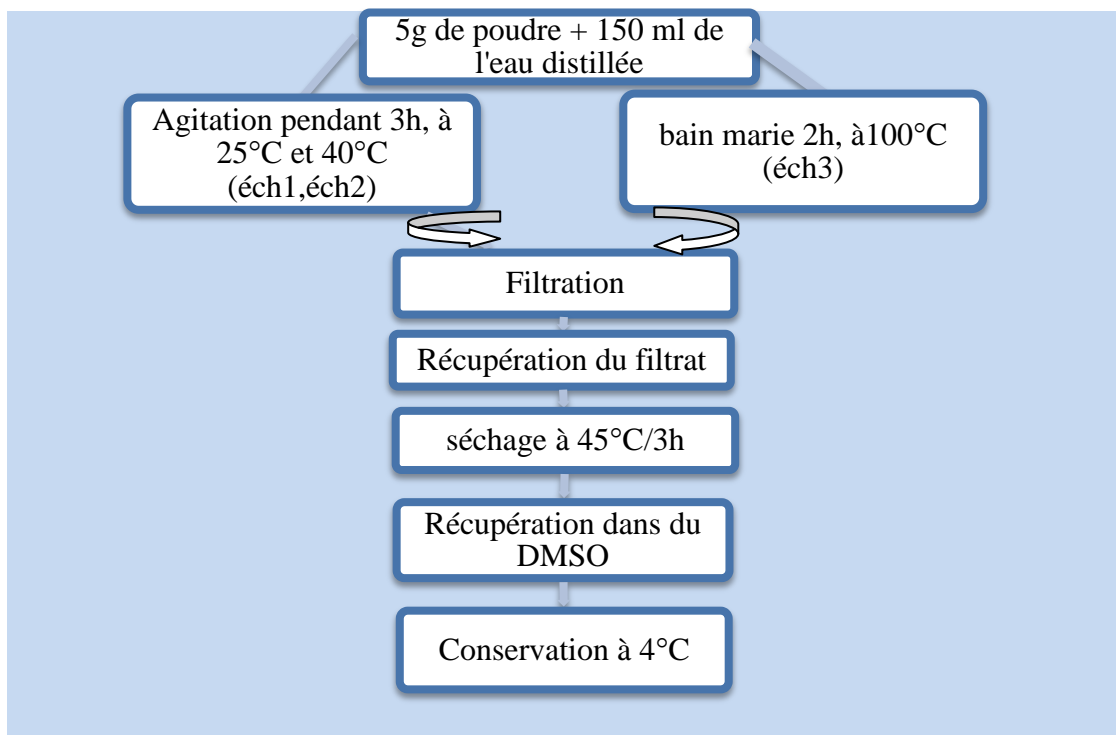 5g de poudre + 150 ml de
l'eau distillée
Agitation pendant 3h, à
25°C et 40°C
(éch1,éch2)
bain marie 2h, à100°C
(éch3)
Filtration
Récupération du filtrat
séchage à 45°C/3h
Récupération dans du
DMSO
Conservation à 4°C